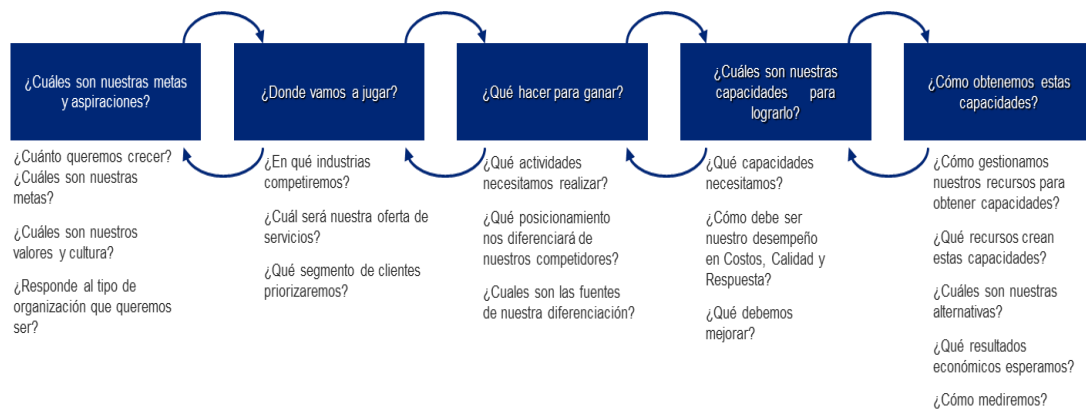 ¿Cuáles son nuestras metas
y aspiraciones?
¿Cuánto queremos crecer?
¿Cuáles son nuestras
metas?
¿Cuáles son nuestros
valores y cultura?
¿Responde al tipo de
organización que queremos
ser?
¿Donde vamos a jugar?
¿En qué industrias
competiremos?
¿Cuál será nuestra oferta de
servicios?
¿Qué segmento de clientes
priorizaremos?
¿Qué hacer para ganar?
¿Qué actividades
necesitamos realizar?
¿Qué posicionamiento
nos diferenciará de
nuestros competidores?
¿Cuales son las fuentes
de nuestra diferenciación?
¿Cuáles son nuestras
capacidades para
lograrlo?
¿Qué capacidades
necesitamos?
¿Cómo debe ser
nuestro desempeño
en Costos, Calidad y
Respuesta?
¿Qué debemos
mejorar?
¿Cómo obtenemos estas
capacidades?
¿Cómo gestionamos
nuestros recursos para
obtener capacidades?
¿Qué recursos crean
estas capacidades?
¿Cuáles son nuestras
alternativas?
¿Qué resultados
económicos esperamos?
¿Cómo mediremos?